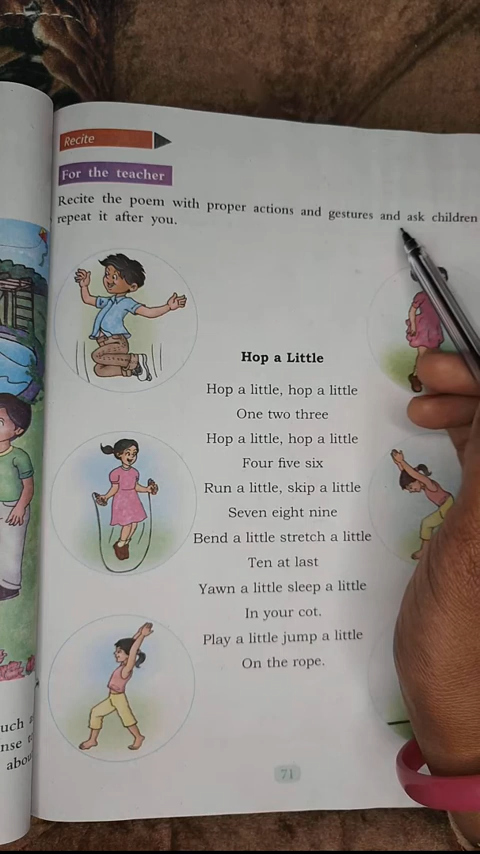 Recite
For the teacher
Recite the poem with proper actions and gestures and ask children
repeat it after you.
Hop a Little
Hop a little, hop a little
One two three
Hop a little, hop a little
Four five six
Run a little, skip a little
Seven eight nine
Bend a little stretch a little
Ten at last
Yawn a little sleep a little
In your cot.
Play a little jump a little
On the rope.
71
uch
nse
abou